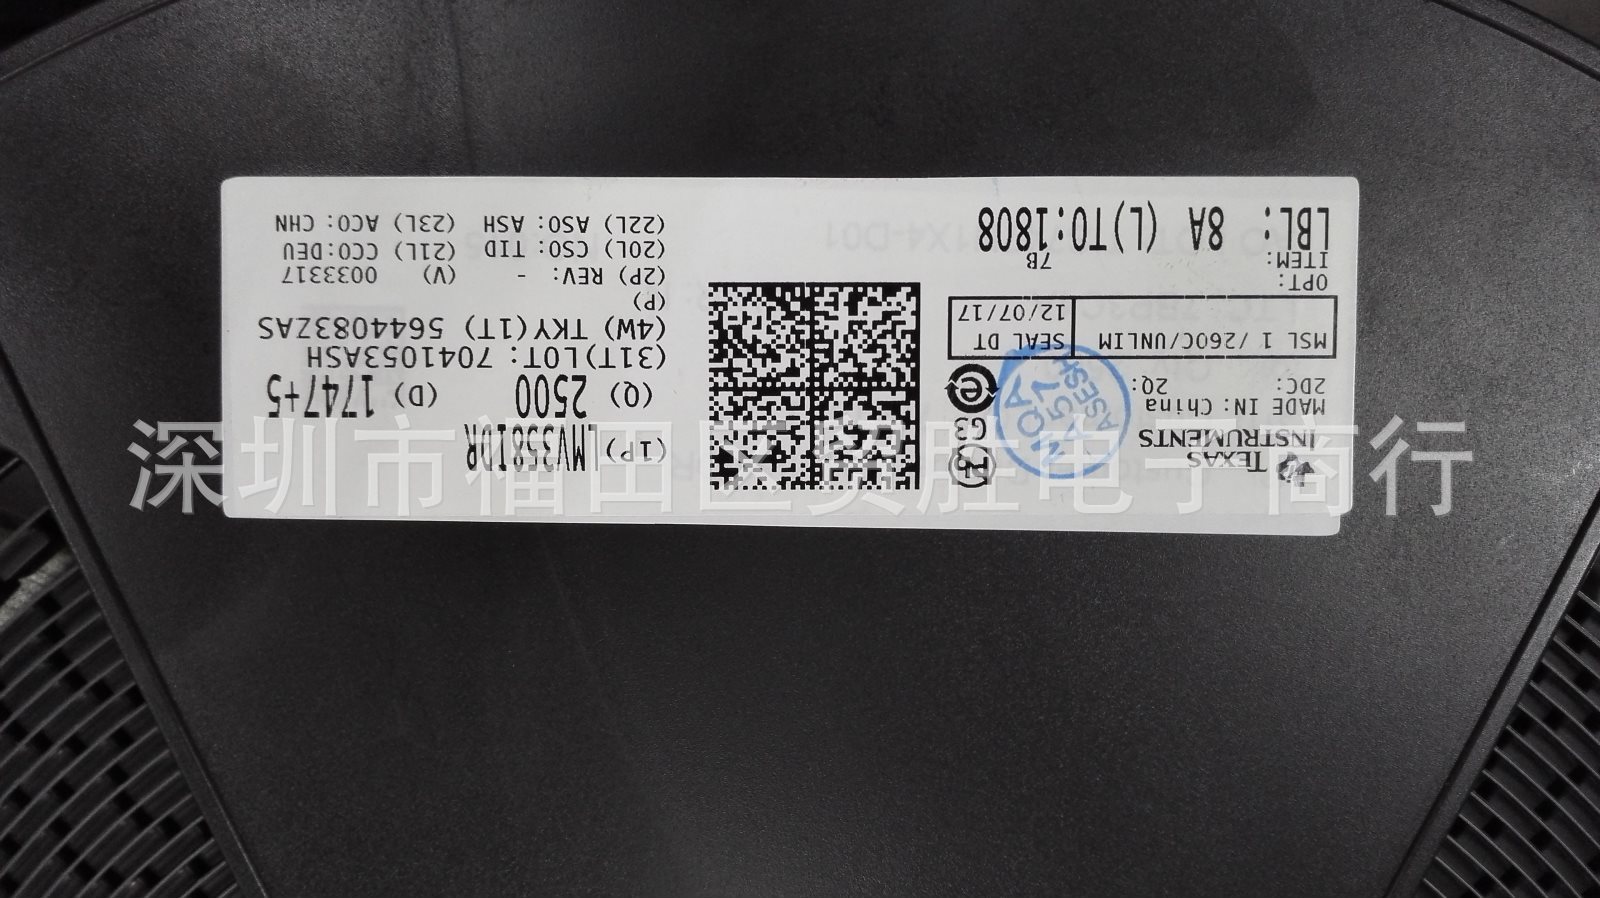 TEXAS
INSTRUMENTS
MADE IN: China
2DC: 2Q:
MSL 1 /260C/UNLIM
SEAL DT
12/07/17
OPT:
ITEM: 7B
LBL: 8A (L)TO:1808
G3
MQA
A57
ASESH
(1P) LMV358IDR
(Q) 2500 (D) 1747+5
(31T)LOT: 7041053ASH
(4W) TKY(1T) 5644083ZAS
(P)
(2P) REV: - (V) 0033317
(20L) CSO: TID (21L) CCO:DEU
(22L) ASO: ASH (23L) ACO: CHN
深圳市福田区贸胜电子商行